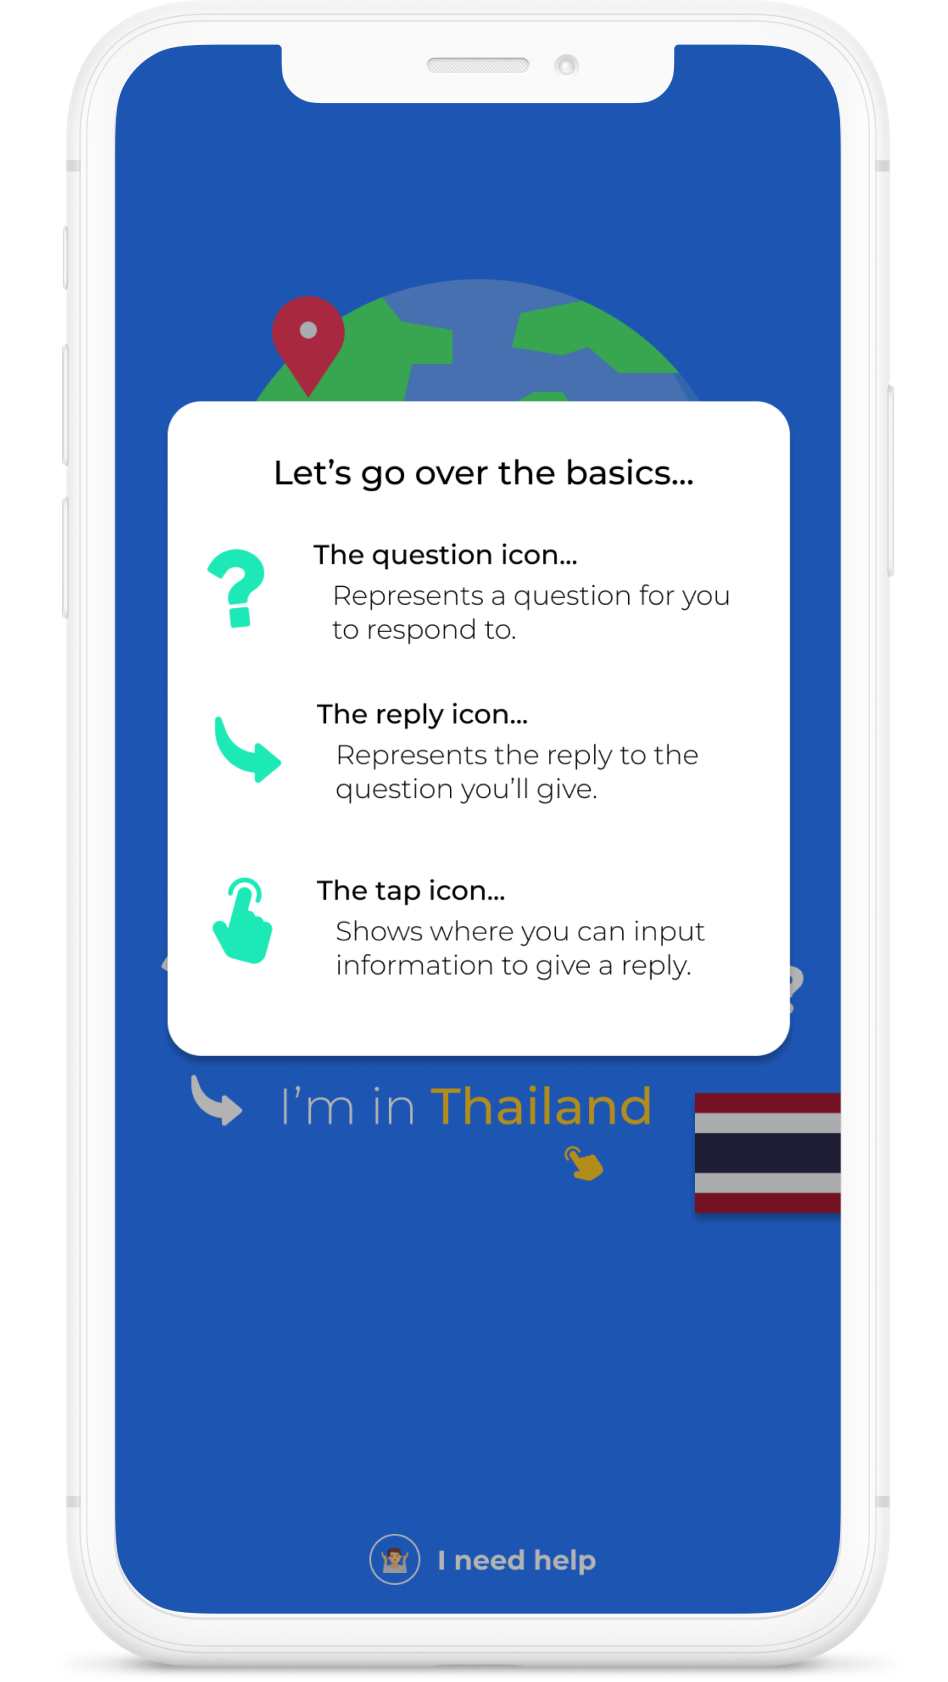 Let's go over the basics...
The question icon...
Represents a question for you
to respond to.
The reply icon...
Represents the reply to the
question you'll give.
The tap icon...
Shows where you can input
information to give a reply.
?
I'm in Thailand
I need help